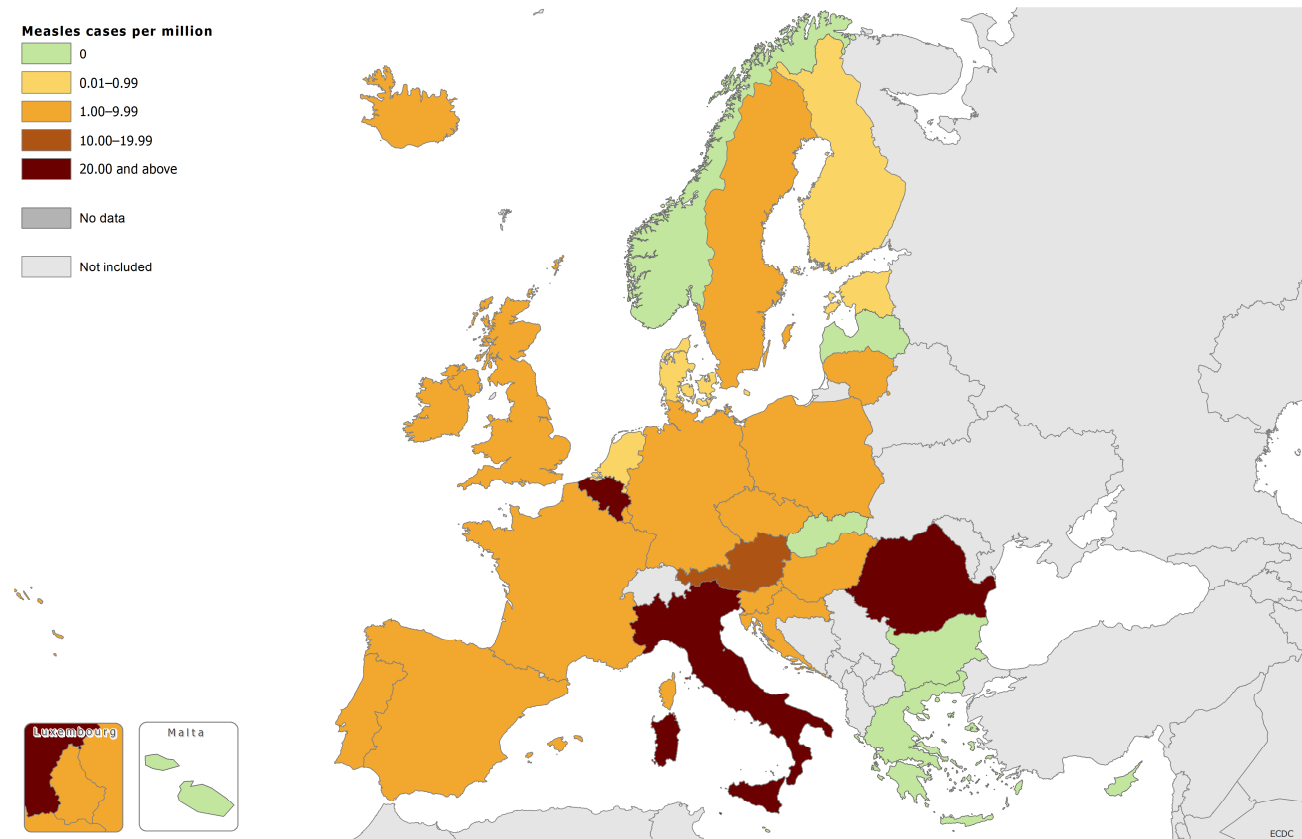 Measles cases per million
0
0.01–0.99
1.00–9.99
10.00–19.99
20.00 and above
No data
Not included
Luxembourg
Malta
ECDC